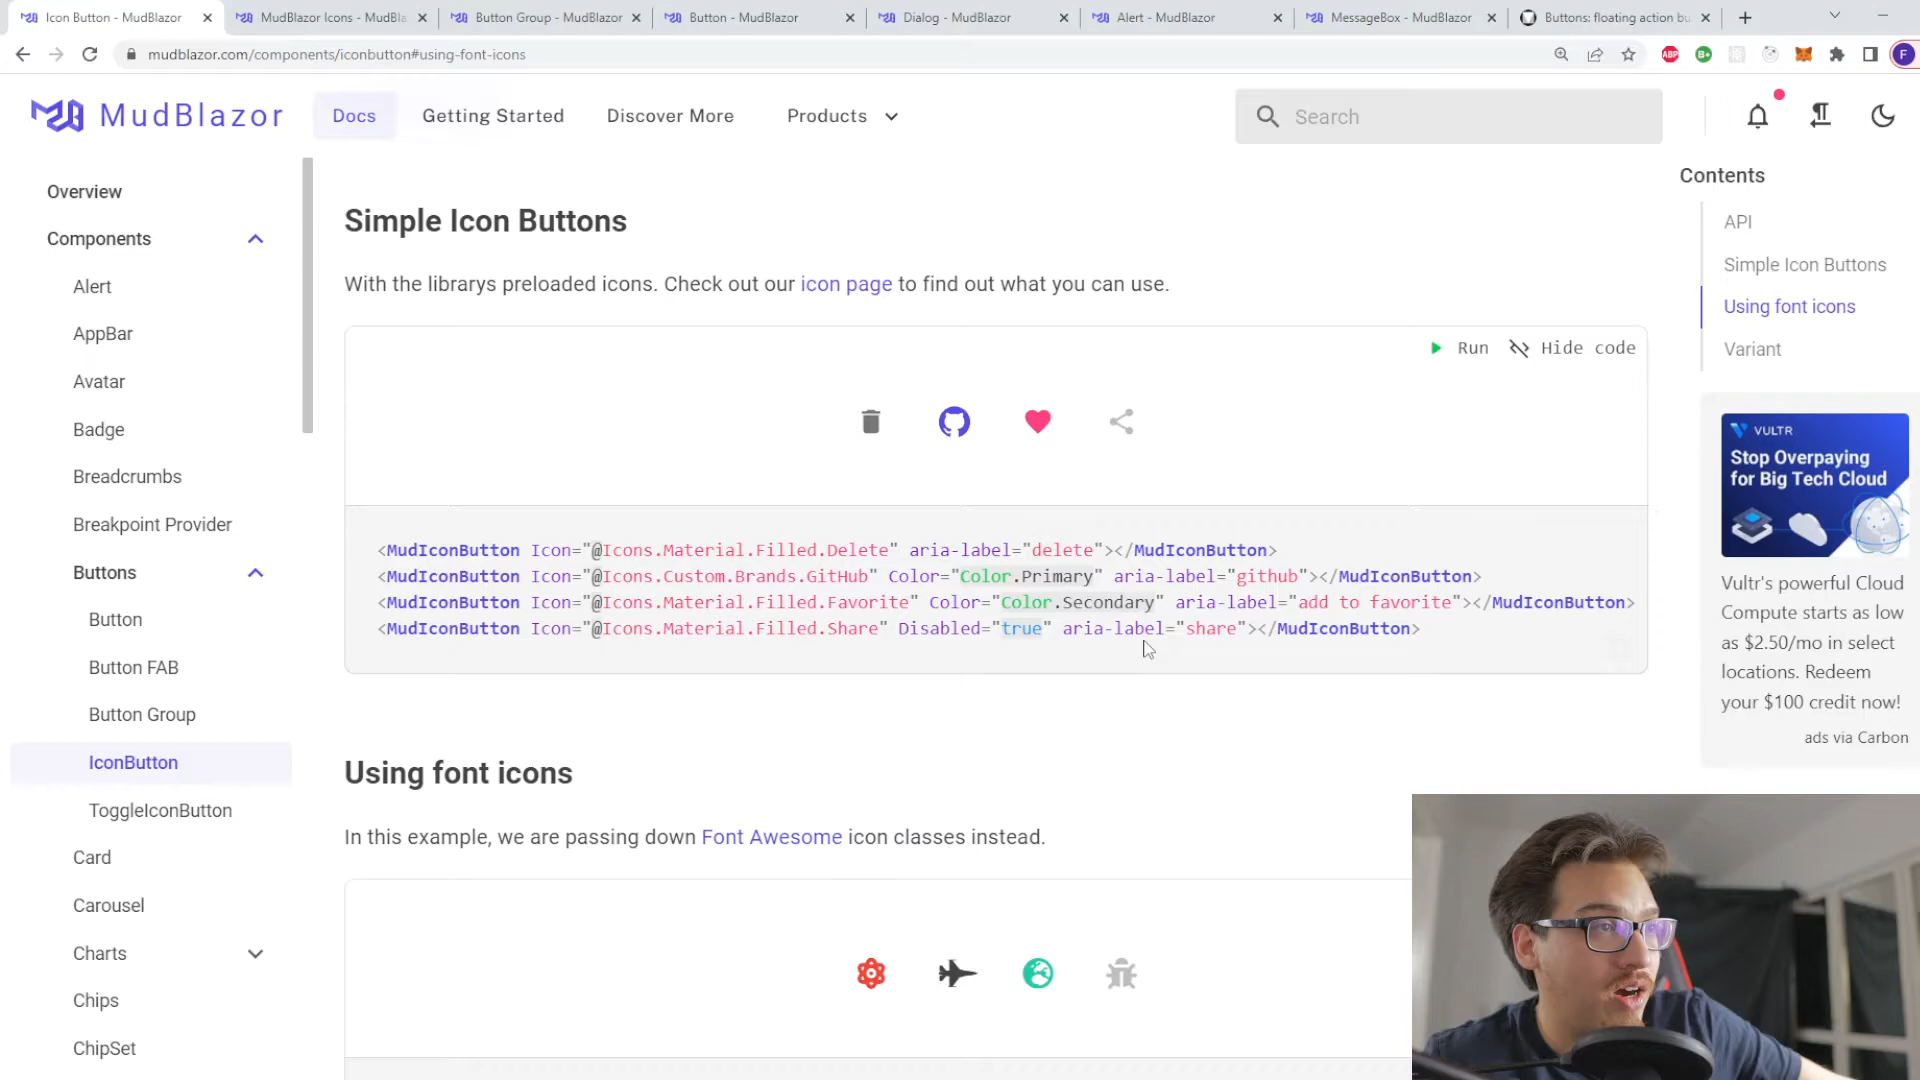 Icon Button - MudBlazor
MudBlazor Icons - MudBla
Button Group - MudBlazor
Button - MudBlazor
Dialog - MudBlazor
Alert - MudBlazor
MessageBox - MudBlazor
Buttons: floating action bu
mudblazor.com/components/iconbutton#using-font-icons
ABP
B+
F
MudBlazor
Docs
Getting Started
Discover More
Products
Search
Overview
Components
Alert
AppBar
Avatar
Badge
Breadcrumbs
Breakpoint Provider
Buttons
Button
Button FAB
Button Group
IconButton
ToggleIconButton
Card
Carousel
Charts
Chips
ChipSet
Simple Icon Buttons
With the librarys preloaded icons. Check out our icon page to find out what you can use.
Run Hide code
<MudIconButton Icon="@Icons.Material.Filled.Delete" aria-label="delete"></MudIconButton>
<MudIconButton Icon="@Icons.Custom.Brands.GitHub" Color="Color.Primary" aria-label="github"></MudIconButton>
<MudIconButton Icon="@Icons.Material.Filled.Favorite" Color="Color.Secondary" aria-label="add to favorite"></MudIconButton>
<MudIconButton Icon="@Icons.Material.Filled.Share" Disabled="true" aria-label="share"></MudIconButton>
Using font icons
In this example, we are passing down Font Awesome icon classes instead.
Contents
API
Simple Icon Buttons
Using font icons
Variant
VULTR
Stop Overpaying
for Big Tech Cloud
Vultr's powerful Cloud
Compute starts as low
as $2.50/mo in select
locations. Redeem
your $100 credit now!
ads via Carbon